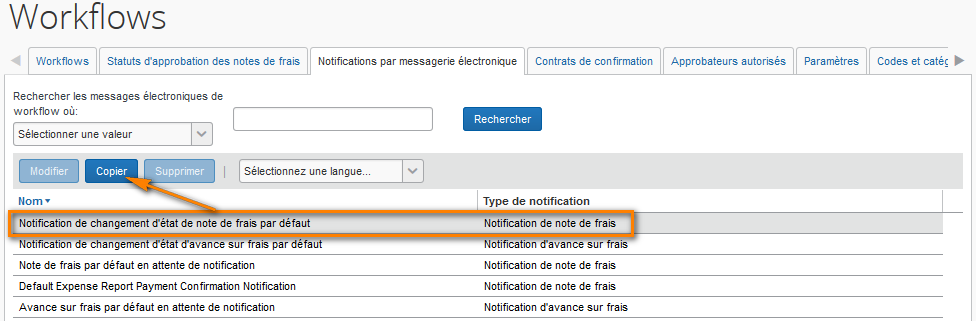 Workflows
Workflows Statuts d'approbation des notes de frais Notifications par messagerie électronique Contrats de confirmation Approbateurs autorisés Paramètres Codes et catég
Rechercher les messages électroniques de
workflow où:
Sélectionner une valeur Rechercher
Modifier Copier Supprimer | Sélectionnez une langue...
Nom Type de notification
Notification de changement d'état de note de frais par défaut Notification de note de frais
Notification de changement d'état d'avance sur frais par défaut Notification d'avance sur frais
Note de frais par défaut en attente de notification Notification de note de frais
Default Expense Report Payment Confirmation Notification Notification de note de frais
Avance sur frais par défaut en attente de notification Notification d'avance sur frais